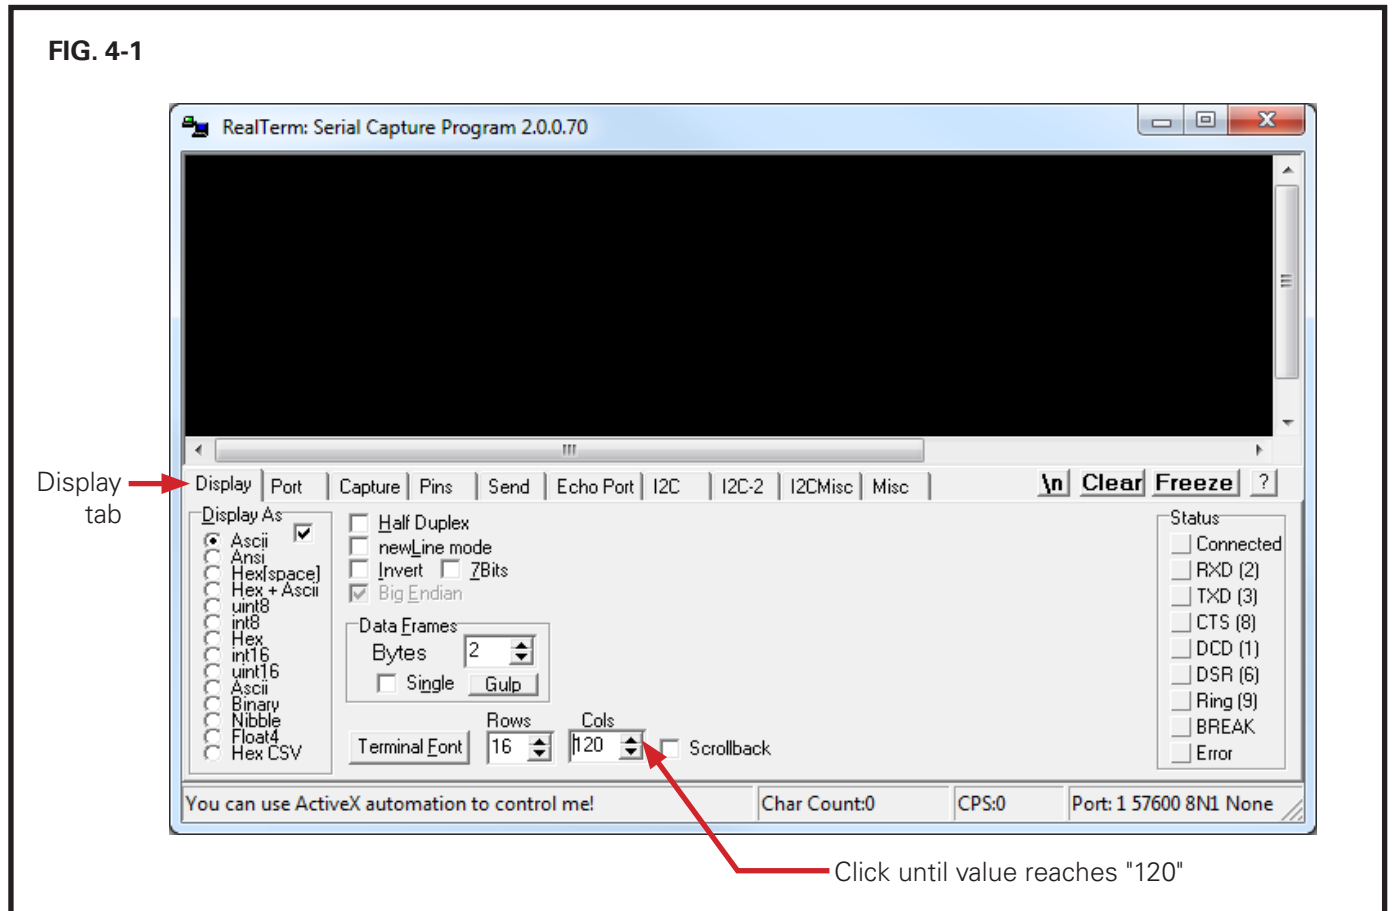 FIG. 4-1
RealTerm: Serial Capture Program 2.0.0.70
Display tab
Display Port Capture Pins Send Echo Port I2C I2C-2 I2CMisc Misc \n Clear Freeze ?
Display As
Ascii
Ansi
Hex[space]
Hex + Ascii
uint8
int8
Hex
int16
uint16
Ascii
Binary
Nibble
Float4
Hex CSV
Half Duplex
newLine mode
Invert 7Bits
Big Endian
Data Frames
Bytes 2
Single Gulp
Rows Cols
Terminal Font 16 120 Scrollback
Status
Connected
RXD (2)
TXD (3)
CTS (8)
DCD (1)
DSR (6)
Ring (9)
BREAK
Error
You can use ActiveX automation to control me! Char Count:0 CPS:0 Port: 1 57600 8N1 None
Click until value reaches "120"